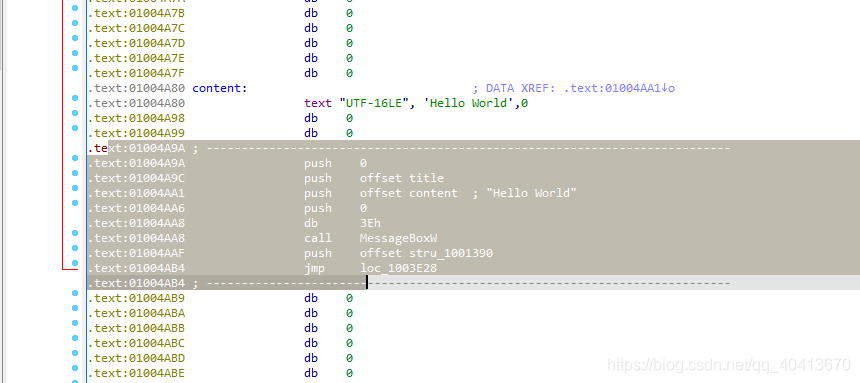 .text:01004A7B db 0
.text:01004A7C db 0
.text:01004A7D db 0
.text:01004A7E db 0
.text:01004A7F db 0
.text:01004A80 content: ; DATA XREF: .text:01004AA1↓o
.text:01004A80 text "UTF-16LE", 'Hello World',0
.text:01004A98 db 0
.text:01004A99 db 0
.text:01004A9A ; ---------------------------------------------------------------------------
.text:01004A9A push 0
.text:01004A9C push offset title
.text:01004AA1 push offset content ; "Hello World"
.text:01004AA6 push 0
.text:01004AA8 db 3Eh
.text:01004AA8 call MessageBoxW
.text:01004AAF push offset stru_1001390
.text:01004AB4 jmp loc_1003E28
.text:01004AB4 ; ---------------------------------------------------------------------------
.text:01004AB9 db 0
.text:01004ABA db 0
.text:01004ABB db 0
.text:01004ABC db 0
.text:01004ABD db 0
.text:01004ABE db 0
https://blog.csdn.net/qq_40413670